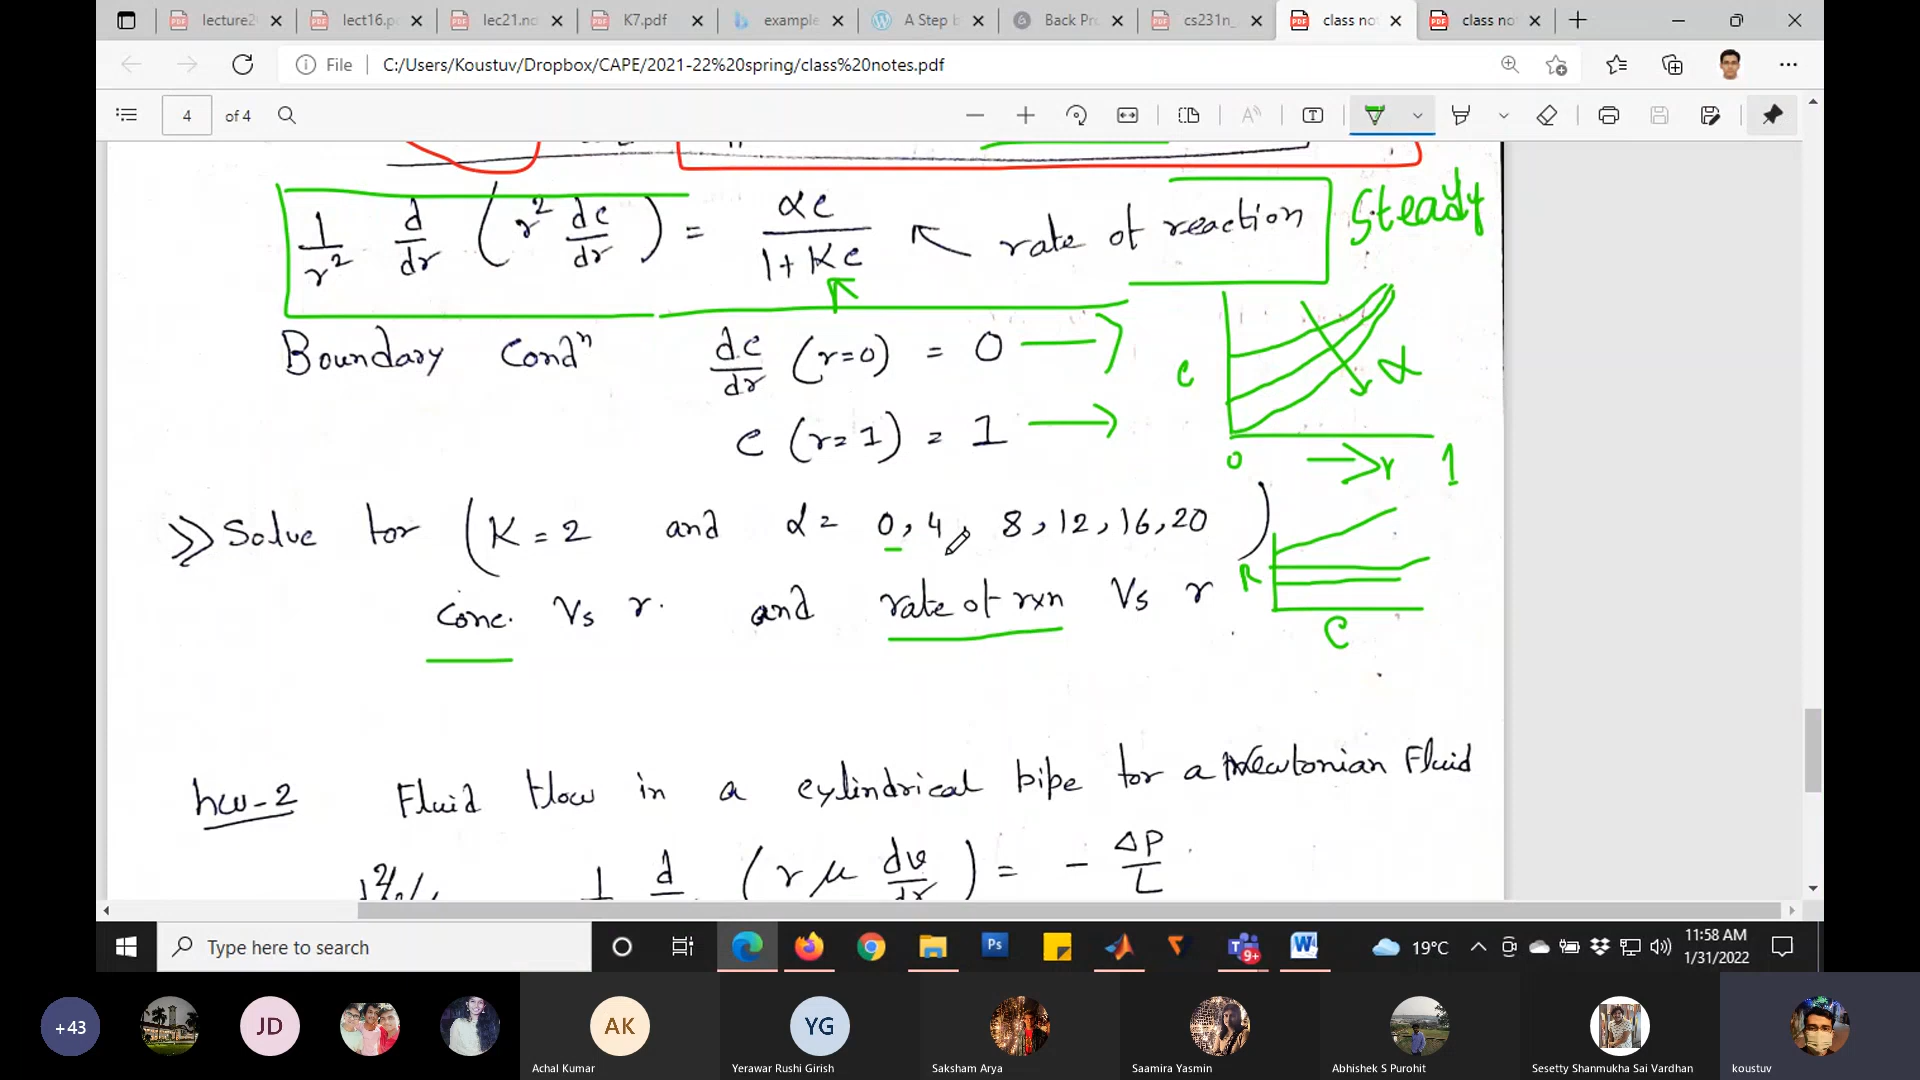 lecture2
lect16.p
lec21.no
K7.pdf
example
A Step b
Back Pr
cs231n_
class no
class no
File
C:/Users/Koustuv/Dropbox/CAPE/2021-22%20spring/class%20notes.pdf
4 of 4
1/r² d/dr (r² dc/dr) = αc/1+Kc ← rate of reaction
Steady
Boundary Condⁿ dc/dr (r=0) = 0
c (r=1) = 1
c α
0 → r 1
>> Solve for (K = 2 and α = 0, 4, 8, 12, 16, 20)
conc. Vs r. and rate of rxn Vs r
R
C
hw-2 Fluid flow in a cylindrical pipe for a Newtonian Fluid
1 d (r μ dv/dr) = - ΔP/L
Type here to search
Ps
9+
W
19°C
11:58 AM
1/31/2022
+43
JD
AK
YG
Achal Kumar
Yerawar Rushi Girish
Saksham Arya
Saamira Yasmin
Abhishek S Purohit
Sesetty Shanmukha Sai Vardhan
koustuv